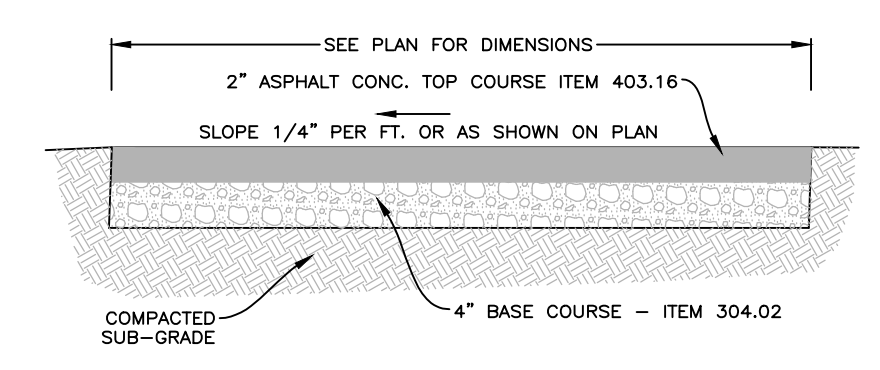 SEE PLAN FOR DIMENSIONS
2" ASPHALT CONC. TOP COURSE ITEM 403.16
SLOPE 1/4" PER FT. OR AS SHOWN ON PLAN
4" BASE COURSE – ITEM 304.02
COMPACTED
SUB–GRADE